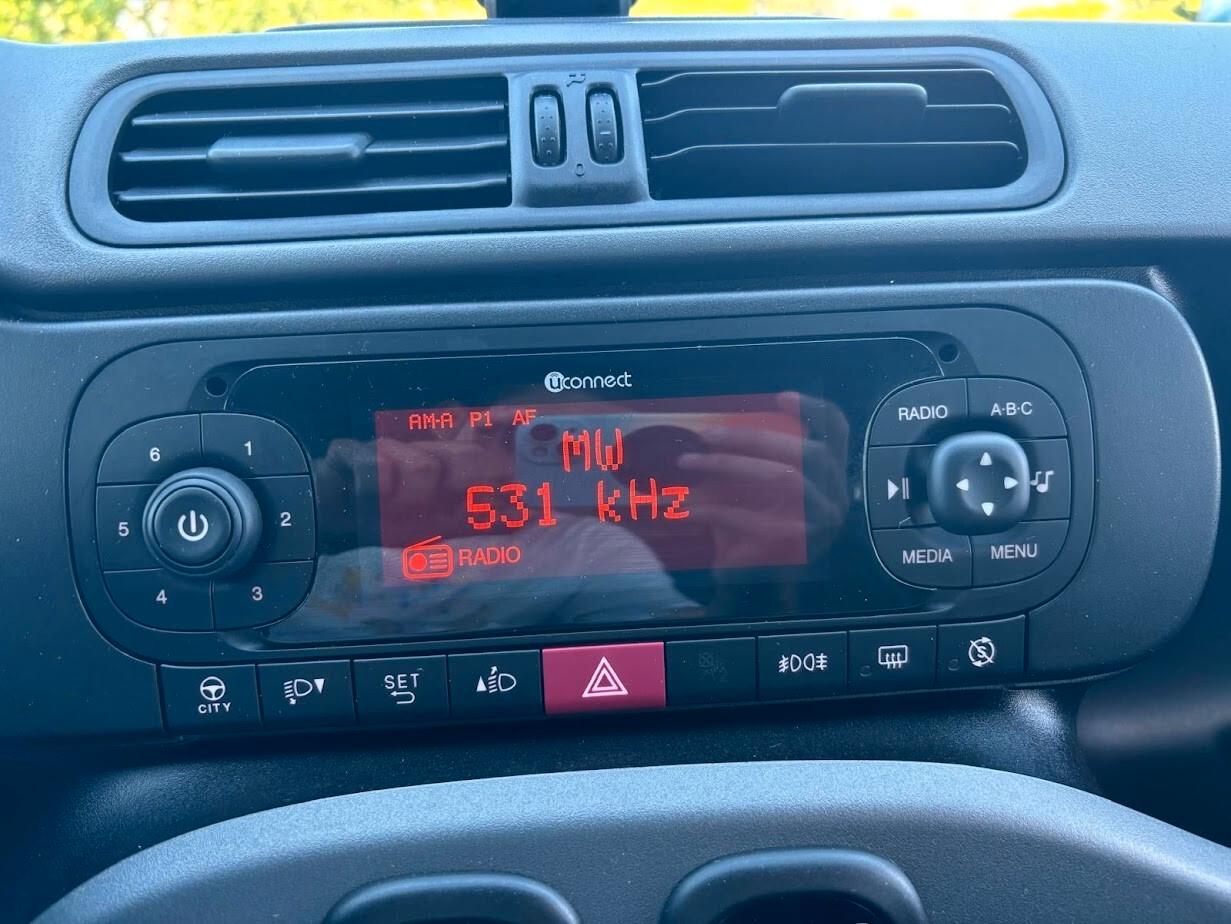 R
0
uconnect
AM-A P1 AF
MW
531 kHz
RADIO
6
1
5
2
4
3
RADIO
A·B·C
MEDIA
MENU
CITY
SET
S